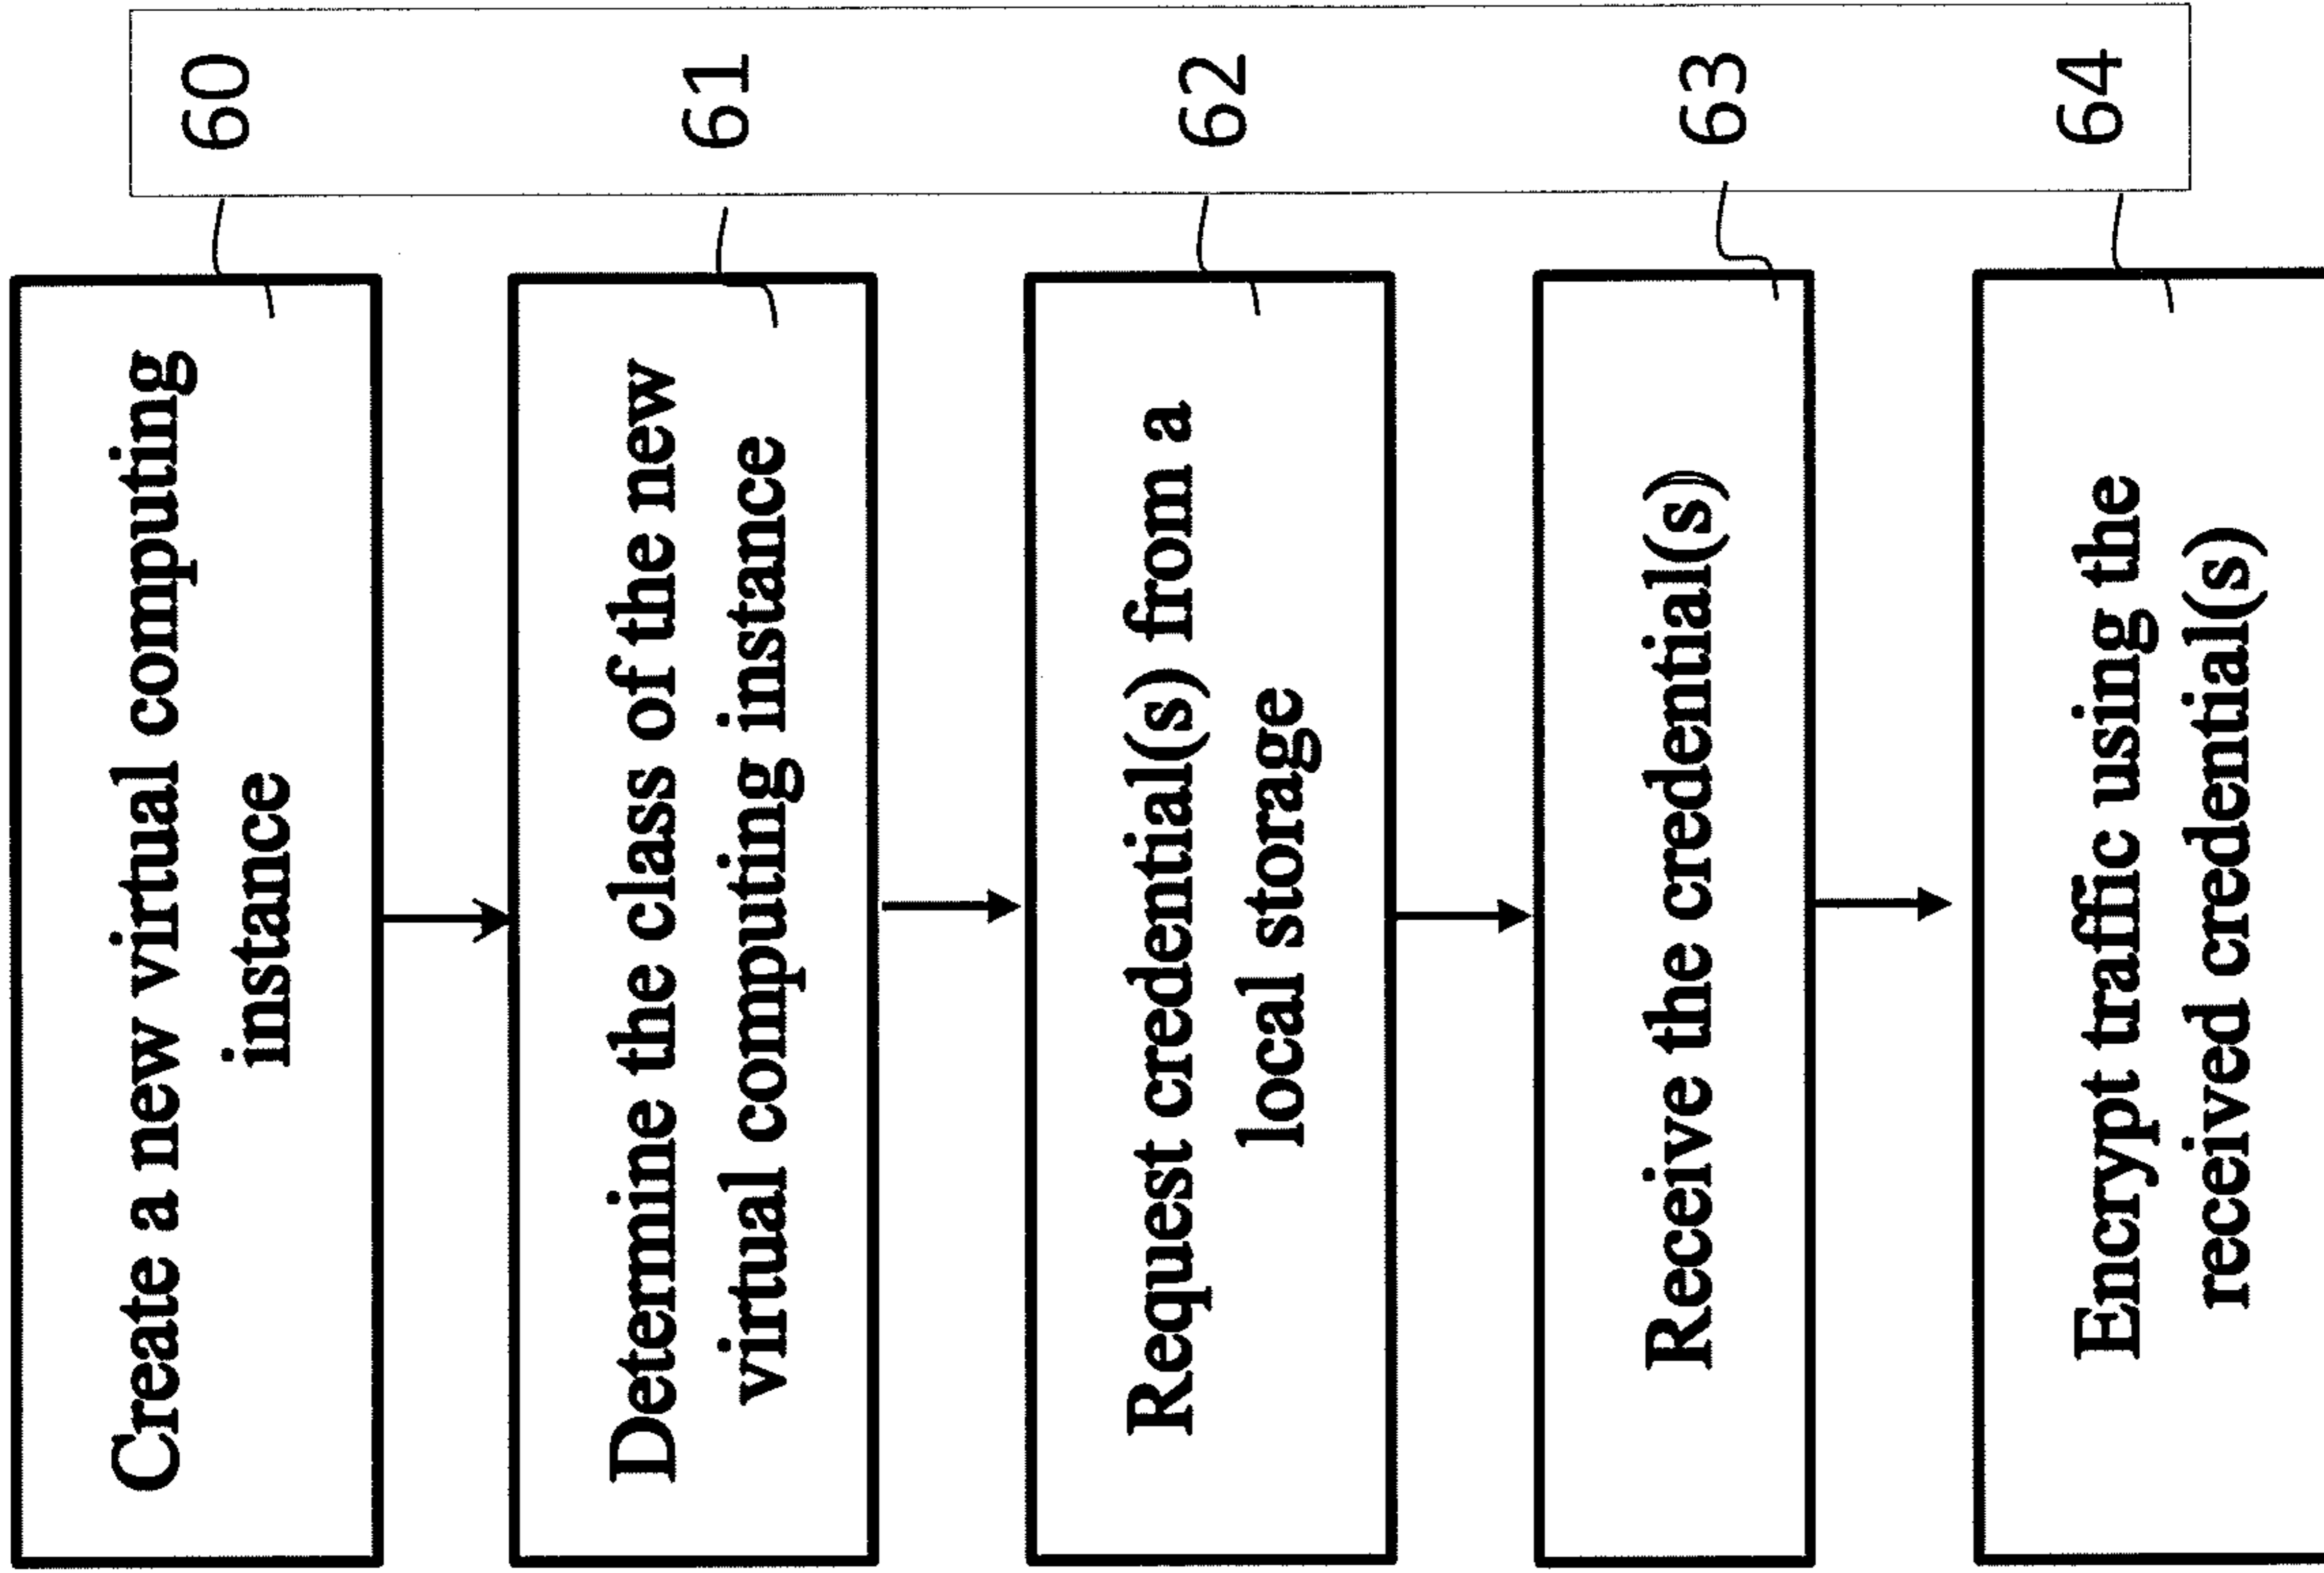 Create a new virtual computing
instance
60
Determine the class of the new
virtual computing instance
61
Request credential(s) from a
local storage
62
Receive the credential(s)
63
Encrypt traffic using the
received credential(s)
64